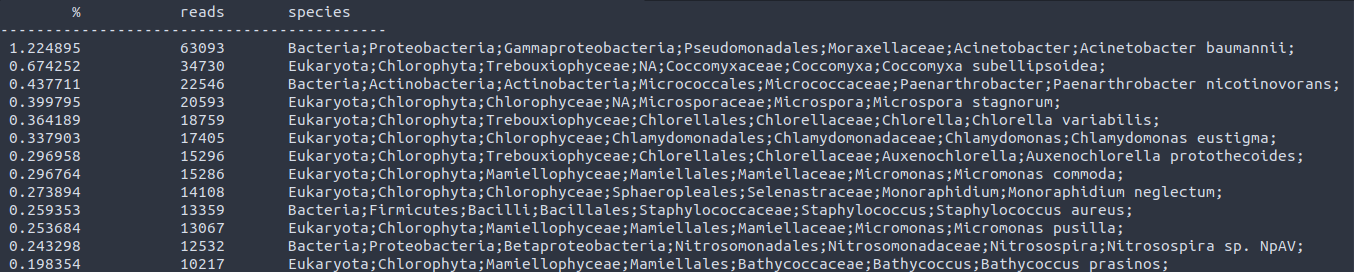 % reads species
-------------------------------------------
1.224895 63093 Bacteria;Proteobacteria;Gammaproteobacteria;Pseudomonadales;Moraxellaceae;Acinetobacter;Acinetobacter baumannii;
0.674252 34730 Eukaryota;Chlorophyta;Trebouxiophyceae;NA;Coccomyxaceae;Coccomyxa;Coccomyxa subellipsoidea;
0.437711 22546 Bacteria;Actinobacteria;Actinobacteria;Micrococcales;Micrococcaceae;Paenarthrobacter;Paenarthrobacter nicotinovorans;
0.399795 20593 Eukaryota;Chlorophyta;Chlorophyceae;NA;Microsporaceae;Microspora;Microspora stagnorum;
0.364189 18759 Eukaryota;Chlorophyta;Trebouxiophyceae;Chlorellales;Chlorellaceae;Chlorella;Chlorella variabilis;
0.337903 17405 Eukaryota;Chlorophyta;Chlorophyceae;Chlamydomonadales;Chlamydomonadaceae;Chlamydomonas;Chlamydomonas eustigma;
0.296958 15296 Eukaryota;Chlorophyta;Trebouxiophyceae;Chlorellales;Chlorellaceae;Auxenochlorella;Auxenochlorella protothecoides;
0.296764 15286 Eukaryota;Chlorophyta;Mamiellophyceae;Mamiellales;Mamiellaceae;Micromonas;Micromonas commoda;
0.273894 14108 Eukaryota;Chlorophyta;Chlorophyceae;Sphaeropleales;Selenastraceae;Monoraphidium;Monoraphidium neglectum;
0.259353 13359 Bacteria;Firmicutes;Bacilli;Bacillales;Staphylococcaceae;Staphylococcus;Staphylococcus aureus;
0.253684 13067 Eukaryota;Chlorophyta;Mamiellophyceae;Mamiellales;Mamiellaceae;Micromonas;Micromonas pusilla;
0.243298 12532 Bacteria;Proteobacteria;Betaproteobacteria;Nitrosomonadales;Nitrosomonadaceae;Nitrosospira;Nitrosospira sp. NpAV;
0.198354 10217 Eukaryota;Chlorophyta;Mamiellophyceae;Mamiellales;Bathycoccaceae;Bathycoccus;Bathycoccus prasinos;